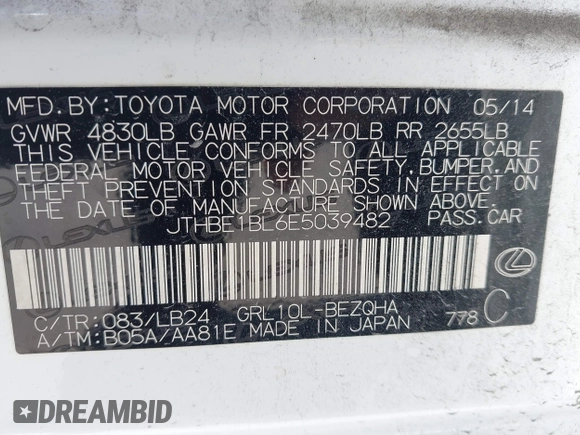 MFD. BY: TOYOTA MOTOR CORPORATION 05/14
GVWR 4830LB GAWR FR 2470LB RR 2655LB
THIS VEHICLE CONFORMS TO ALL APPLICABLE
FEDERAL MOTOR VEHICLE SAFETY, BUMPER, AND
THEFT PREVENTION STANDARDS IN EFFECT ON
THE DATE OF MANUFACTURE SHOWN ABOVE.
JTHBE1BL6E5039482 PASS. CAR
C/TR: 083/LB24 GRL10L-BEZQHA
A/TM: B05A/AA81E MADE IN JAPAN 778 C
DREAMBID